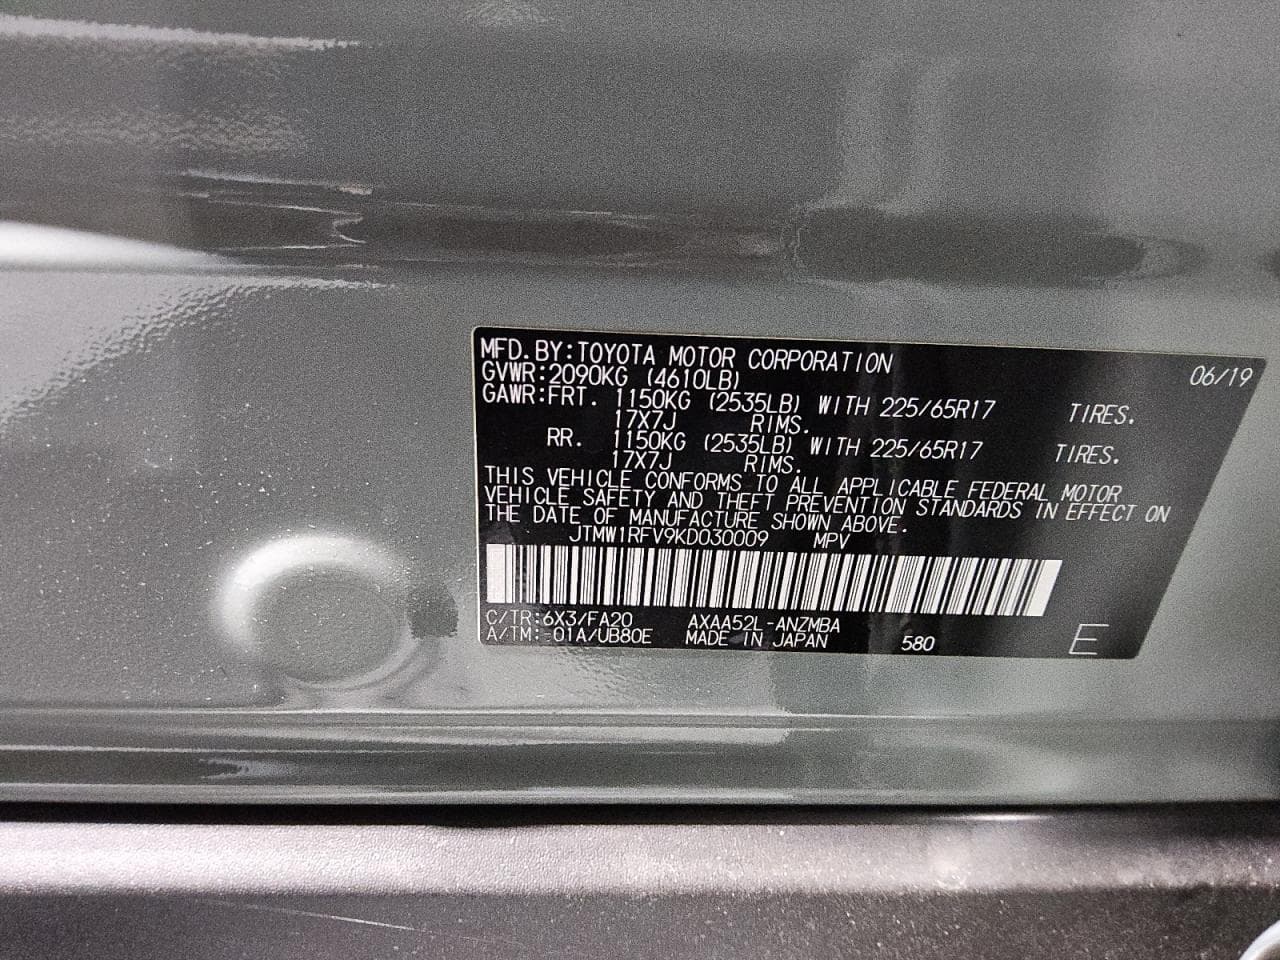 MFD.BY:TOYOTA MOTOR CORPORATION 06/19
GVWR:2090KG (4610LB)
GAWR:FRT. 1150KG (2535LB) WITH 225/65R17 TIRES.
17X7J RIMS.
RR. 1150KG (2535LB) WITH 225/65R17 TIRES.
17X7J RIMS.
THIS VEHICLE CONFORMS TO ALL APPLICABLE FEDERAL MOTOR
VEHICLE SAFETY AND THEFT PREVENTION STANDARDS IN EFFECT ON
THE DATE OF MANUFACTURE SHOWN ABOVE.
JTMW1RFV9KD030009 MPV
C/TR:6X3/FA20 AXAA52L-ANZMBA
A/TM:-01A/UB80E MADE IN JAPAN 580 E